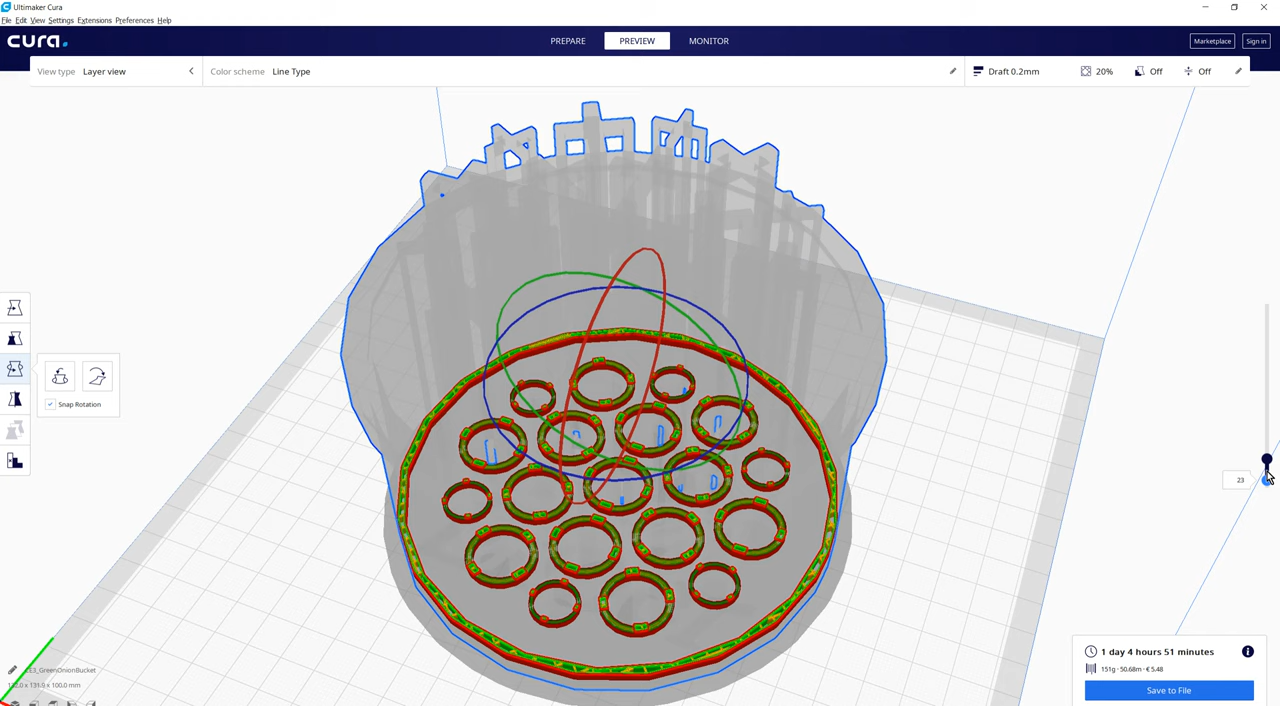 Ultimaker Cura
File Edit View Settings Extensions Preferences Help
cura.
PREPARE PREVIEW MONITOR
Marketplace Sign in
View type Layer view Color scheme Line Type Draft 0.2mm 20% Off Off
Snap Rotation
23
CE3_GreenOnionBucket
x 131.9 x 100.0 mm
1 day 4 hours 51 minutes
151g · 50.68m · € 5.48
Save to File